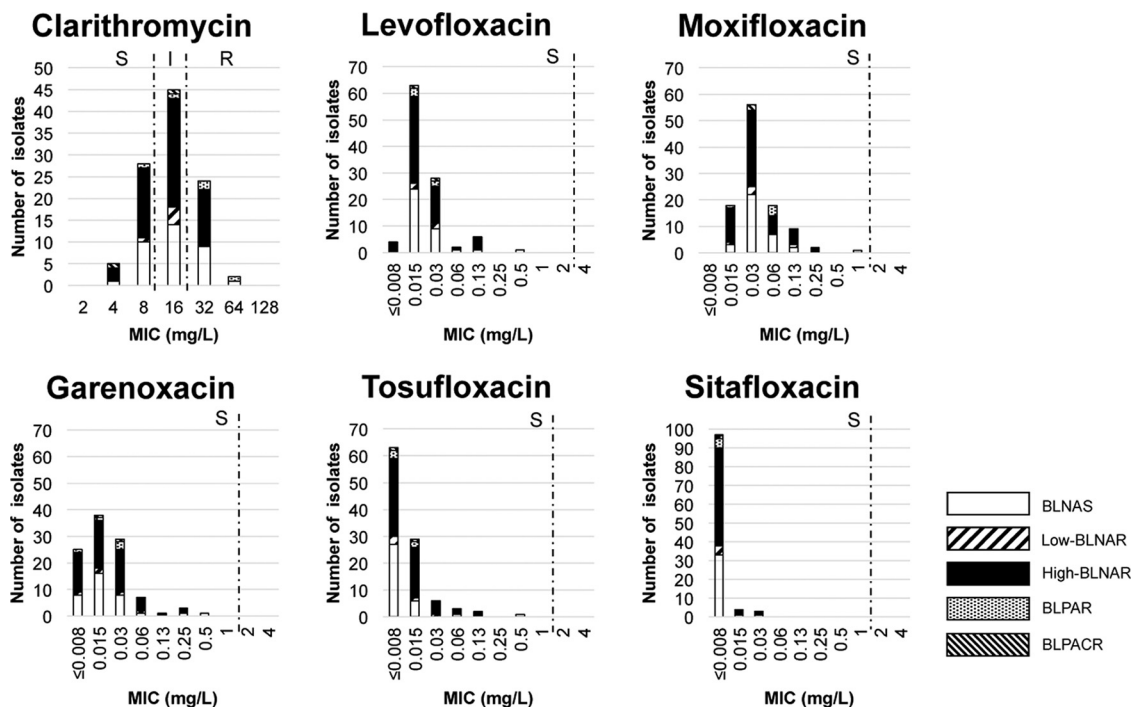 Clarithromycin
S I R
Number of isolates
50
45
40
35
30
25
20
15
10
5
0
2 4 8 16 32 64 128
MIC (mg/L)
Levofloxacin
S
Number of isolates
70
60
50
40
30
20
10
0
≤0.008 0.015 0.03 0.06 0.13 0.25 0.5 1 2 4
MIC (mg/L)
Moxifloxacin
S
Number of isolates
70
60
50
40
30
20
10
0
≤0.008 0.015 0.03 0.06 0.13 0.25 0.5 1 2 4
MIC (mg/L)
Garenoxacin
S
Number of isolates
70
60
50
40
30
20
10
0
≤0.008 0.015 0.03 0.06 0.13 0.25 0.5 1 2 4
MIC (mg/L)
Tosufloxacin
S
Number of isolates
70
60
50
40
30
20
10
0
≤0.008 0.015 0.03 0.06 0.13 0.25 0.5 1 2 4
MIC (mg/L)
Sitafloxacin
S
Number of isolates
100
90
80
70
60
50
40
30
20
10
0
≤0.008 0.015 0.03 0.06 0.13 0.25 0.5 1 2 4
MIC (mg/L)
BLNAS
Low-BLNAR
High-BLNAR
BLPAR
BLPACR